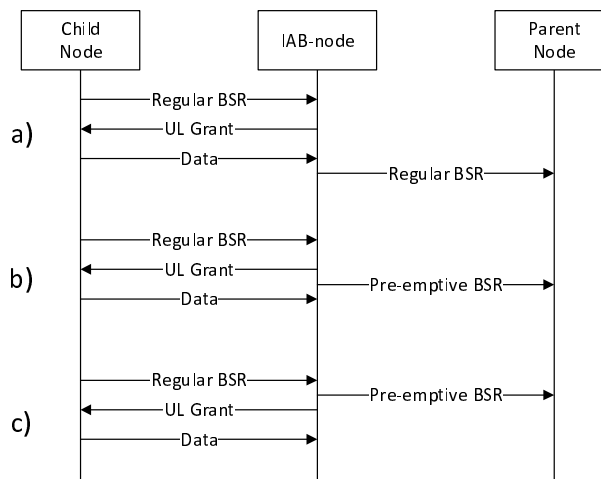 Child
Node
IAB-node
Parent
Node
a)
Regular BSR
UL Grant
Data
Regular BSR
b)
Regular BSR
UL Grant
Pre-emptive BSR
Data
c)
Regular BSR
Pre-emptive BSR
UL Grant
Data